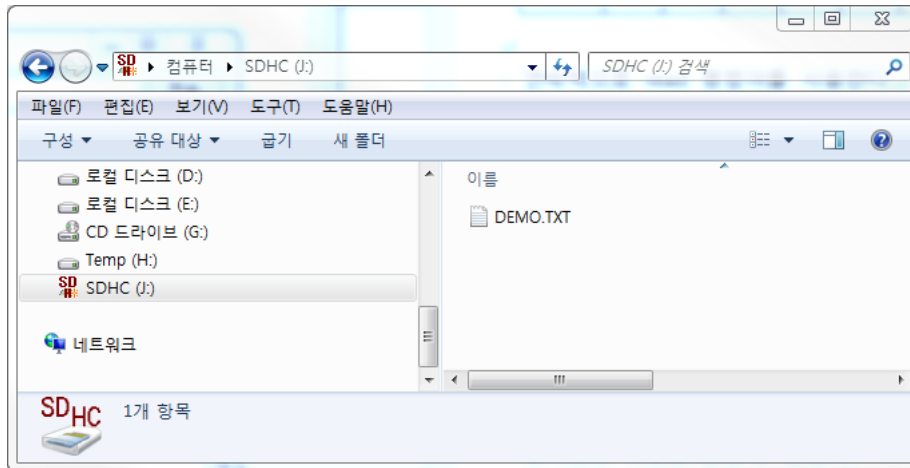 SD HC 컴퓨터 SDHC (J:) SDHC (J:) 검색
파일(F) 편집(E) 보기(V) 도구(T) 도움말(H)
구성 공유 대상 굽기 새 폴더
로컬 디스크 (D:)
로컬 디스크 (E:)
CD 드라이브 (G:)
Temp (H:)
SD SDHC (J:)
네트워크
이름
DEMO.TXT
SDHC 1개 항목